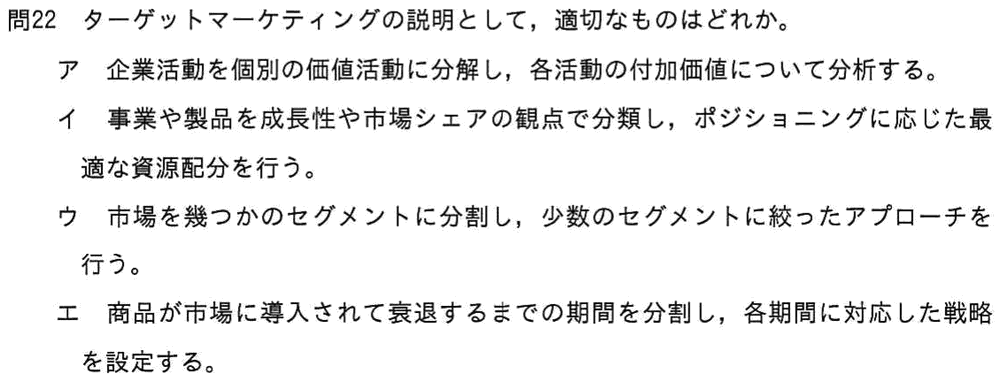 問22 ターゲットマーケティングの説明として，適切なものはどれか。
ア 企業活動を個別の価値活動に分解し，各活動の付加価値について分析する。
イ 事業や製品を成長性や市場シェアの観点で分類し，ポジショニングに応じた最
適な資源配分を行う。
ウ 市場を幾つかのセグメントに分割し，少数のセグメントに絞ったアプローチを
行う。
エ 商品が市場に導入されて衰退するまでの期間を分割し，各期間に対応した戦略
を設定する。